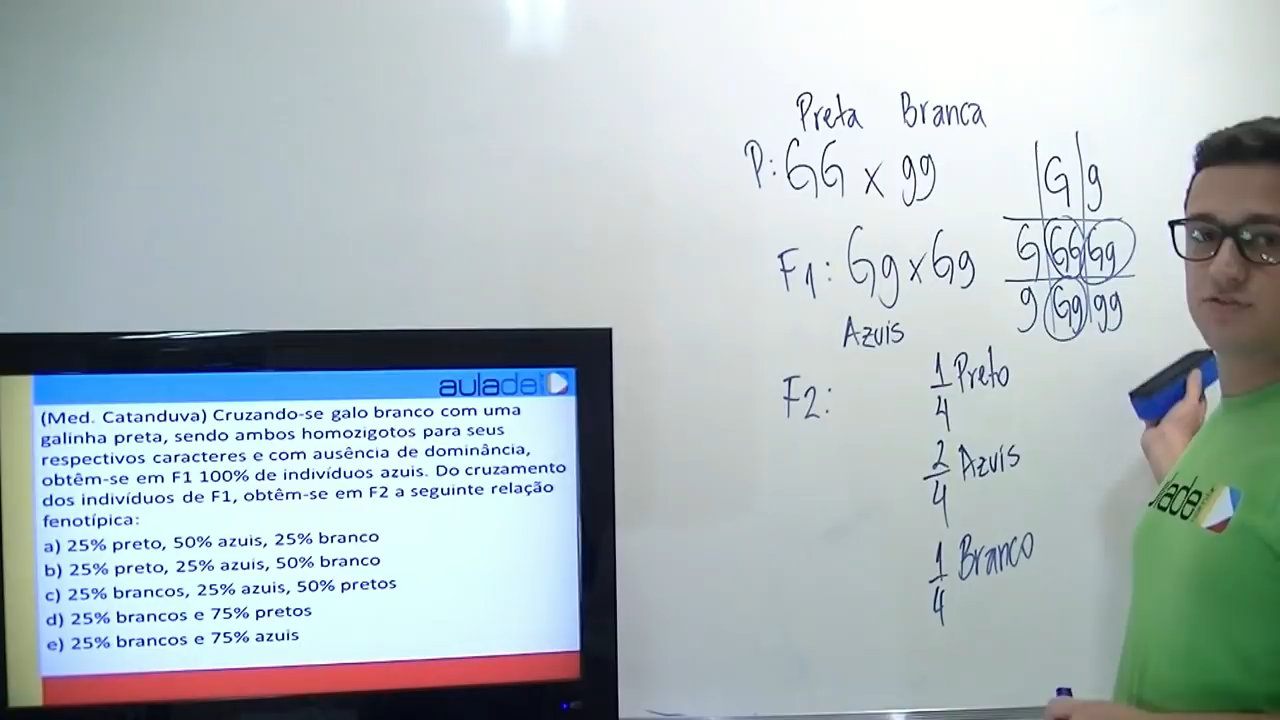 Preta Branca
P: GG x gg
F1: Gg x Gg
Azuis
F2:
G g
G GG Gg
g Gg gg
1/4 Preto
2/4 Azuis
1/4 Branco
aulade
(Med. Catanduva) Cruzando-se galo branco com uma
galinha preta, sendo ambos homozigotos para seus
respectivos caracteres e com ausência de dominância,
obtêm-se em F1 100% de indivíduos azuis. Do cruzamento
dos indivíduos de F1, obtêm-se em F2 a seguinte relação
fenotípica:
a) 25% preto, 50% azuis, 25% branco
b) 25% preto, 25% azuis, 50% branco
c) 25% brancos, 25% azuis, 50% pretos
d) 25% brancos e 75% pretos
e) 25% brancos e 75% azuis